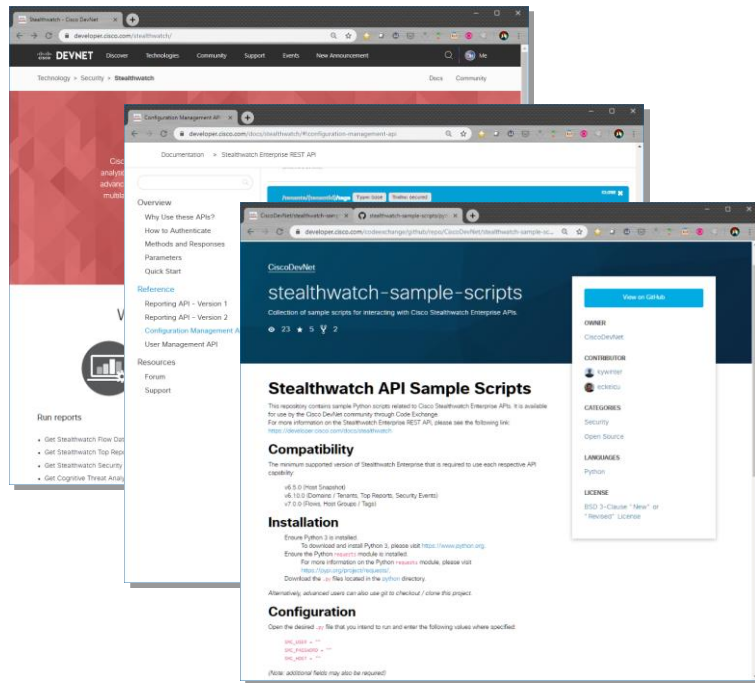 Stealthwatch - Cisco DevNet
developer.cisco.com/stealthwatch/
DEVNET Discover Technologies Community Support Events New Announcement Me
Technology > Security > Stealthwatch Docs Community
Cisc
analys
advanc
multila
Run reports
Get Stealthwatch Flow Dat
Get Stealthwatch Top Repo
Get Stealthwatch Security
Get Cognitive Threat Analy
Configuration Management API
developer.cisco.com/docs/stealthwatch/#!configuration-management-api
Documentation > Stealthwatch Enterprise REST API
/tenants/{tenantId}/tags
Overview
Why Use these APIs?
How to Authenticate
Methods and Responses
Parameters
Quick Start
Reference
Reporting API - Version 1
Reporting API - Version 2
Configuration Management A
User Management API
Resources
Forum
Support
developer.cisco.com/codeexchange/github/repo/CiscoDevNet/stealthwatch-sample-sc...
CiscoDevNet
stealthwatch-sample-scripts
Collection of sample scripts for interacting with Cisco Stealthwatch Enterprise APIs.
23 5 2
View on GitHub
OWNER
CiscoDevNet
CONTRIBUTOR
kywinter
CATEGORIES
Security
Open Source
LANGUAGES
Python
LICENSE
BSD 3-Clause "New" or
"Revised" License
Stealthwatch API Sample Scripts
This repository contains sample Python scripts related to Cisco Stealthwatch Enterprise APIs. It is available
for use by the Cisco DevNet community through Code Exchange.
For more information on the Stealthwatch Enterprise REST API, please see the following link:
https://developer.cisco.com/docs/stealthwatch
Compatibility
The minimum supported version of Stealthwatch Enterprise that is required to use each respective API
capability:
v6.5.0 (Host Snapshot)
v6.10.0 (Domains / Tenants, Top Reports, Security Events)
v7.0.0 (Flows, Host Groups / Tags)
Installation
Ensure Python 3 is installed.
To download and install Python 3, please visit https://www.python.org.
Ensure the Python requests module is installed.
For more information on the Python requests module, please visit
https://pypi.org/project/requests/.
Download the .py files located in the python directory.
Alternatively, advanced users can also use git to checkout / clone this project.
Configuration
Open the desired .py file that you intend to run and enter the following values where specified:
SMC_USER = ""
SMC_PASSWORD = ""
SMC_HOST = ""
(Note: additional fields may also be required)